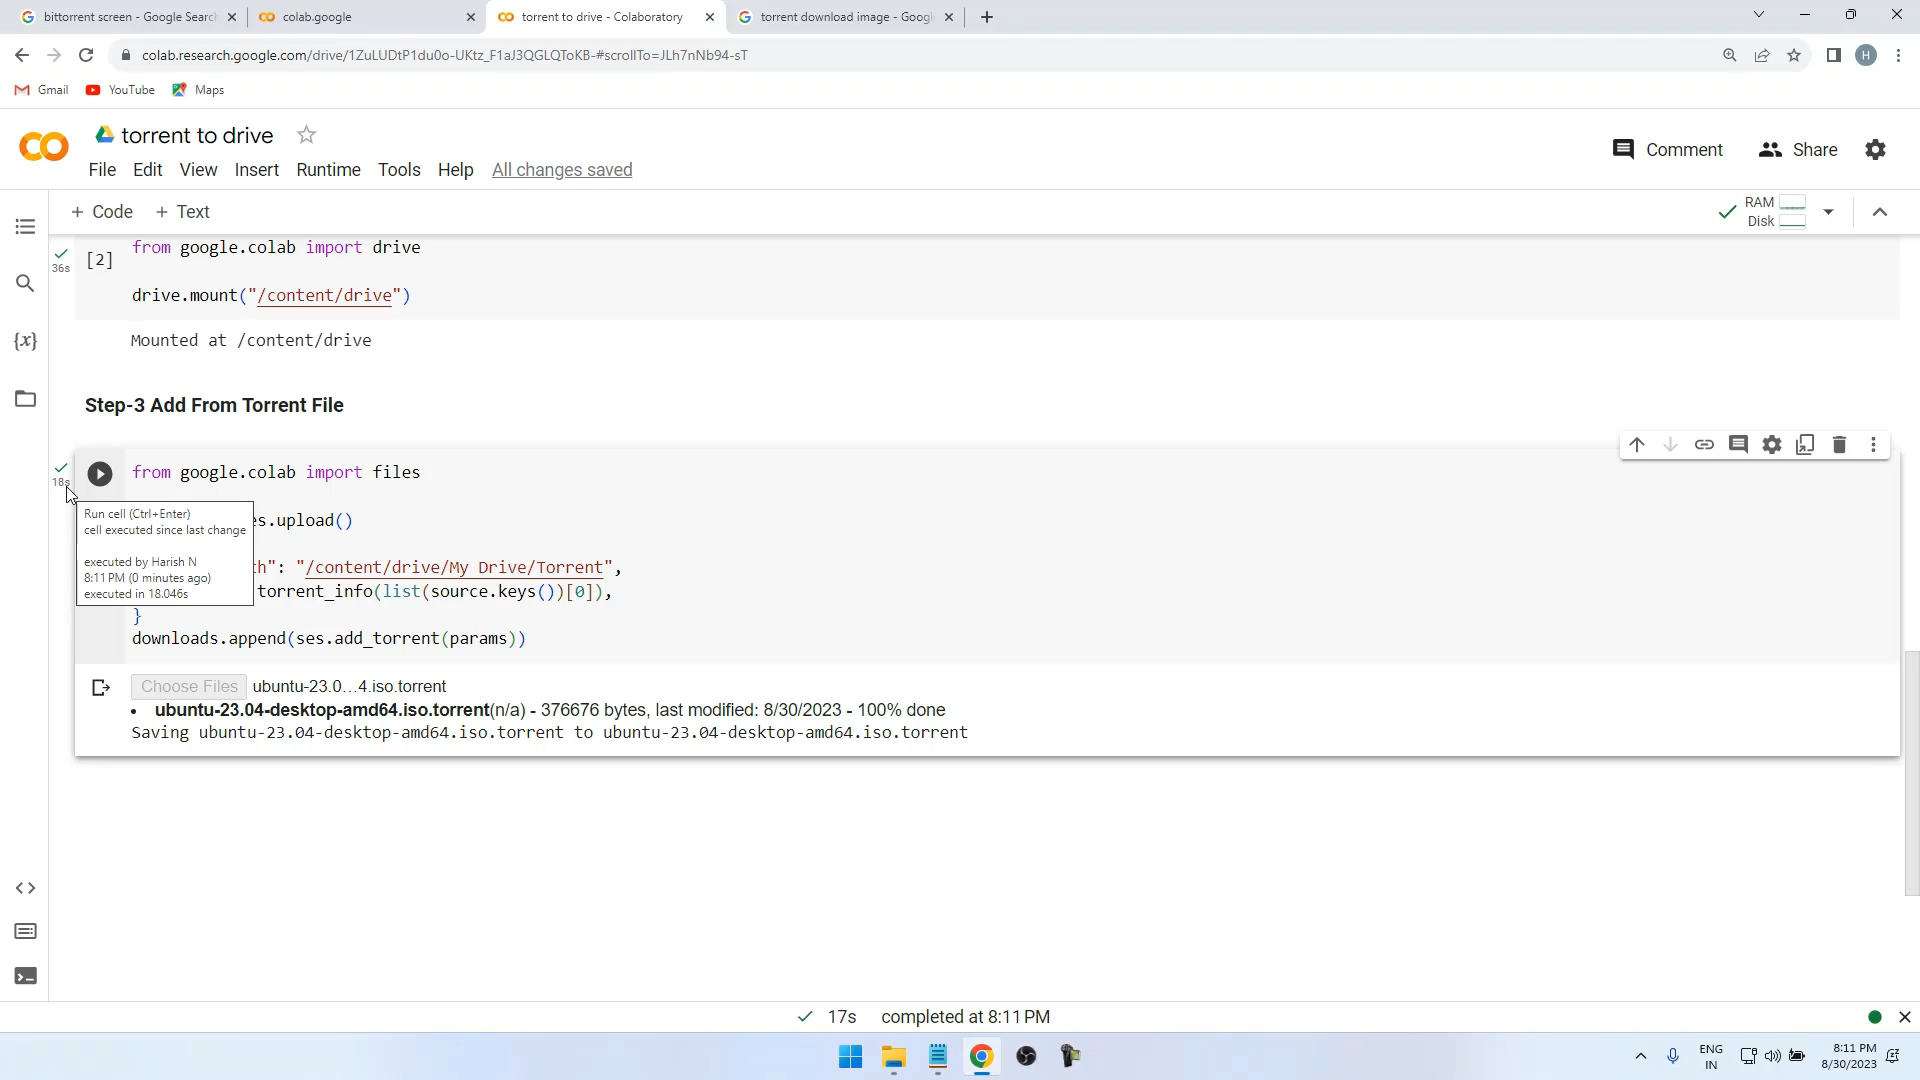 bittorrent screen - Google Searc
colab.google
torrent to drive - Colaboratory
torrent download image - Googl
colab.research.google.com/drive/1ZuLUDtP1du0o-UKtz_F1aJ3QGLQToKB-#scrollTo=JLh7nNb94-sT
H
Gmail
YouTube
Maps
torrent to drive
Comment
Share
File
Edit
View
Insert
Runtime
Tools
Help
All changes saved
+ Code
+ Text
RAM
Disk
36s
[2]
from google.colab import drive
drive.mount("/content/drive")
{x}
Mounted at /content/drive
Step-3 Add From Torrent File
18s
from google.colab import files
Run cell (Ctrl+Enter)
cell executed since last change
executed by Harish N
8:11 PM (0 minutes ago)
executed in 18.046s
es.upload()
th": "/content/drive/My Drive/Torrent",
torrent_info(list(source.keys())[0]),
}
downloads.append(ses.add_torrent(params))
Choose Files ubuntu-23.0…4.iso.torrent
• ubuntu-23.04-desktop-amd64.iso.torrent(n/a) - 376676 bytes, last modified: 8/30/2023 - 100% done
Saving ubuntu-23.04-desktop-amd64.iso.torrent to ubuntu-23.04-desktop-amd64.iso.torrent
17s completed at 8:11 PM
ENG
IN
8:11 PM
8/30/2023